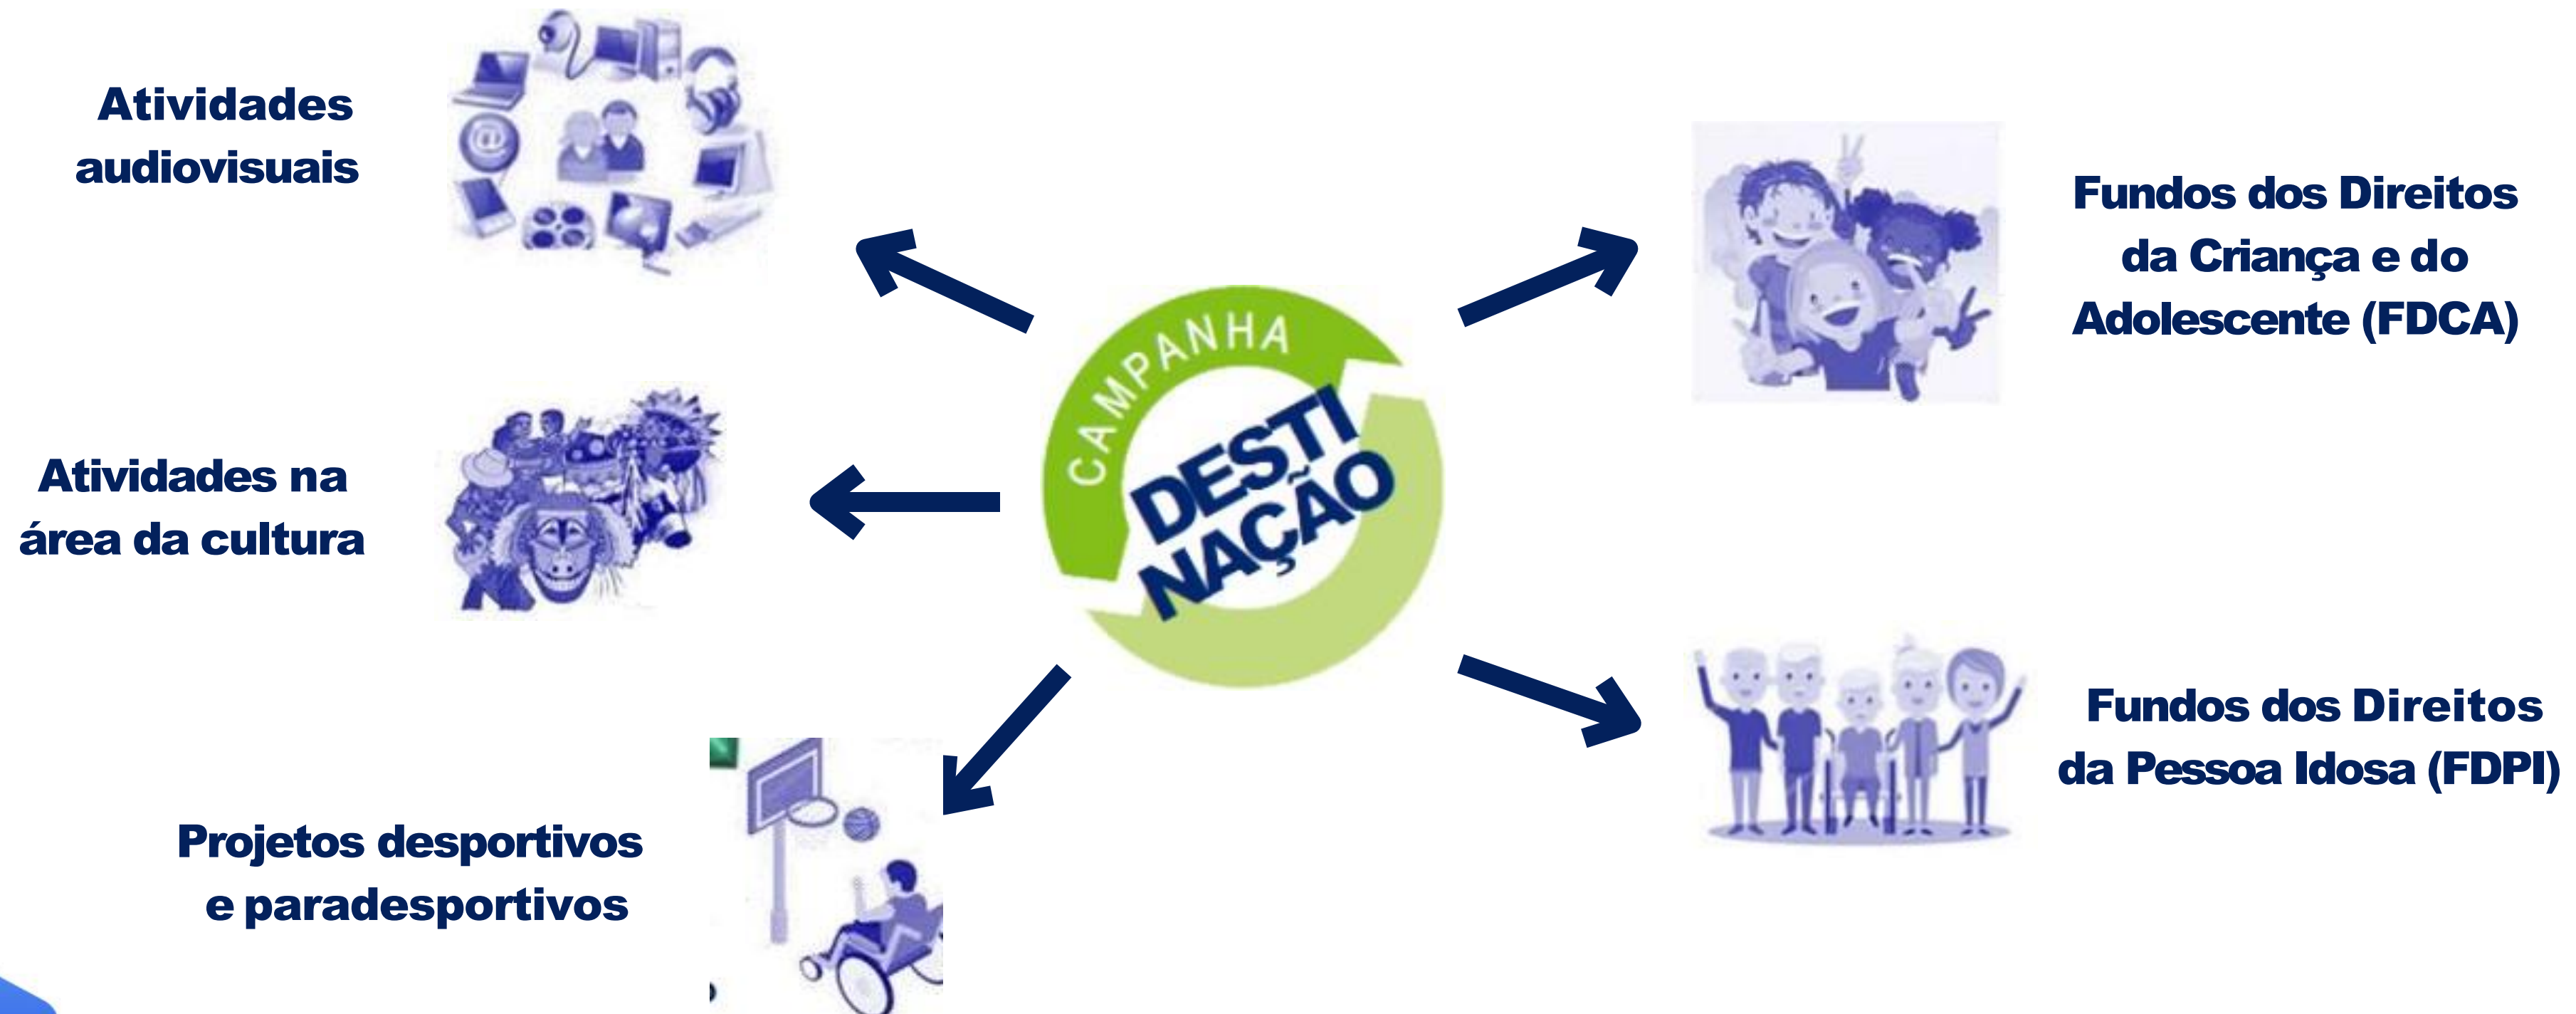 Atividades
audiovisuais
Atividades na
área da cultura
Projetos desportivos
e paradesportivos
CAMPANHA
DESTI
NAÇÃO
@
Fundos dos Direitos
da Criança e do
Adolescente (FDCA)
Fundos dos Direitos
da Pessoa Idosa (FDPI)